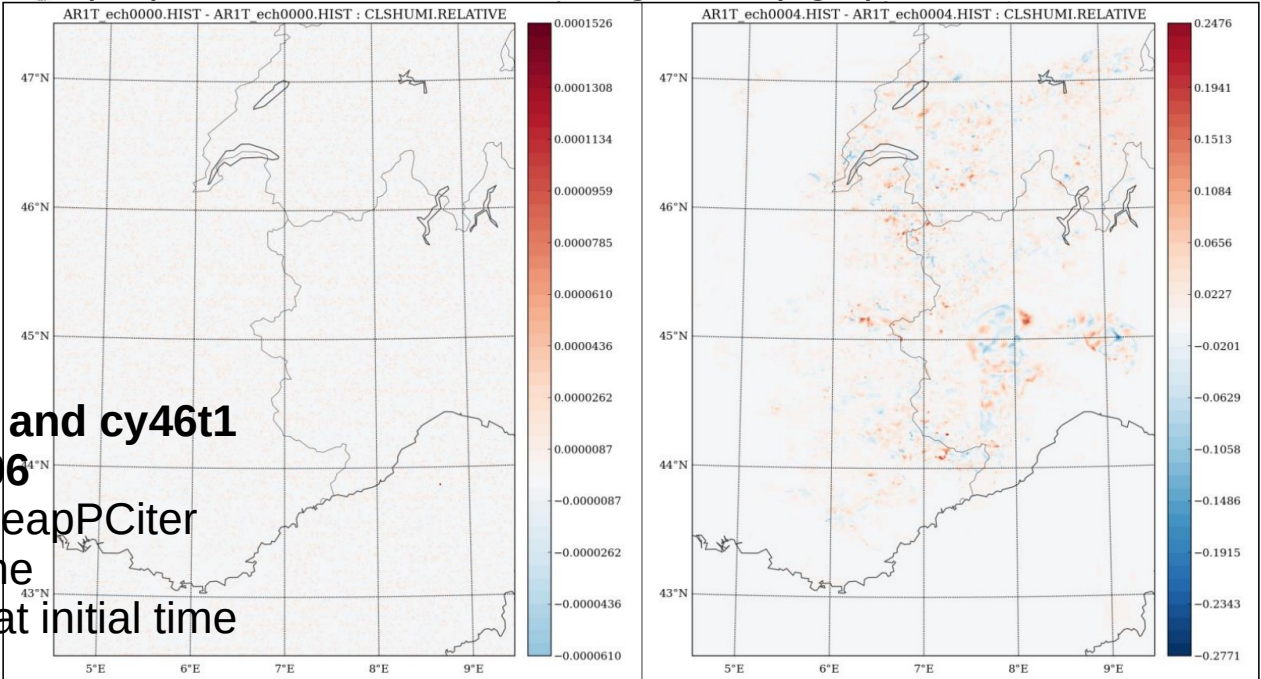 AR1T_ech0000.HIST - AR1T_ech0000.HIST : CLSHUMI.RELATIVE
47°N
46°N
45°N
44°N
43°N
5°E 6°E 7°E 8°E 9°E
0.0001526
0.0001308
0.0001134
0.0000959
0.0000785
0.0000610
0.0000436
0.0000262
0.0000087
−0.0000087
−0.0000262
−0.0000436
−0.0000610
and cy46t1
eapPCiter
at initial time
AR1T_ech0004.HIST - AR1T_ech0004.HIST : CLSHUMI.RELATIVE
47°N
46°N
45°N
44°N
43°N
5°E 6°E 7°E 8°E 9°E
0.2476
0.1941
0.1513
0.1084
0.0656
0.0227
−0.0201
−0.0629
−0.1058
−0.1486
−0.1915
−0.2343
−0.2771